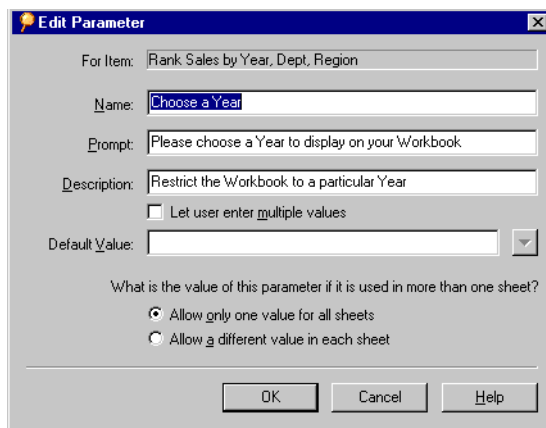 Edit Parameter
For Item: Rank Sales by Year, Dept, Region
Name: Choose a Year
Prompt: Please choose a Year to display on your Workbook
Description: Restrict the Workbook to a particular Year
Let user enter multiple values
Default Value:
What is the value of this parameter if it is used in more than one sheet?
Allow only one value for all sheets
Allow a different value in each sheet
OK Cancel Help